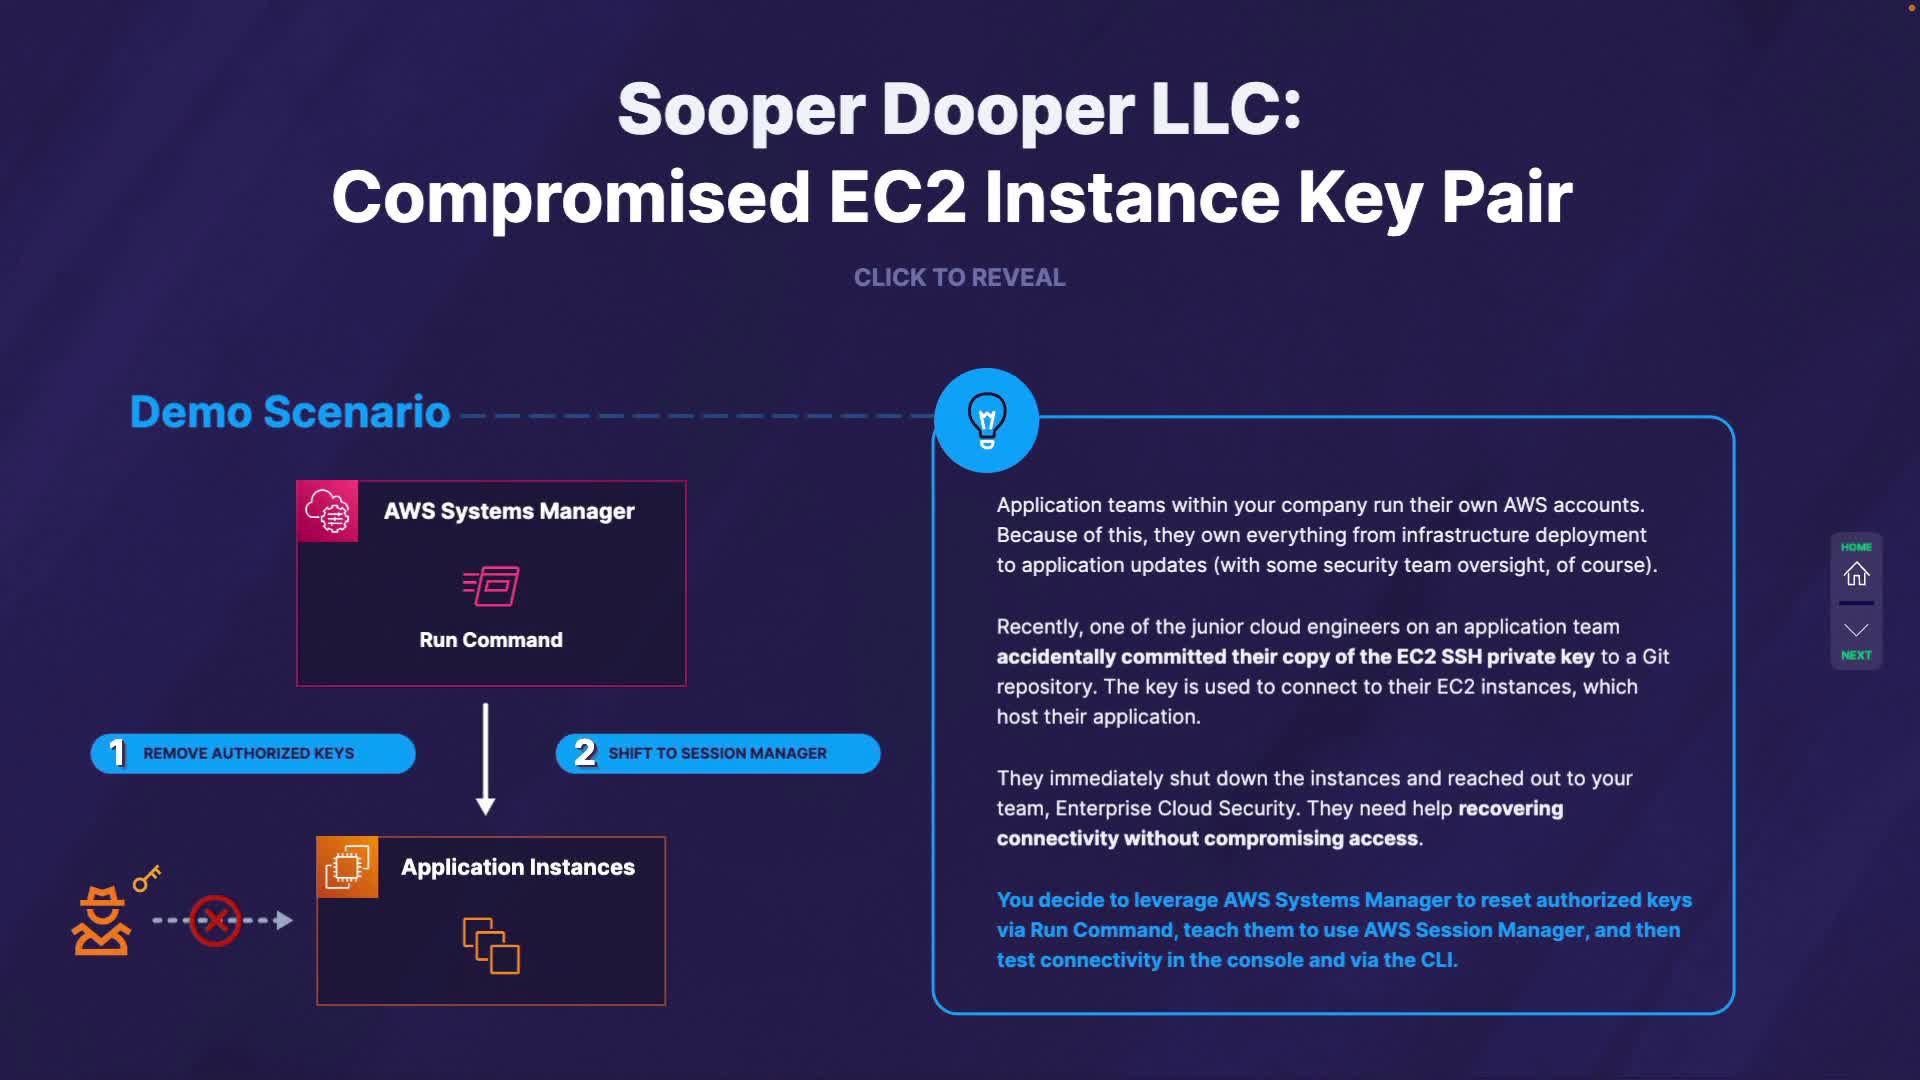 Sooper Dooper LLC:
Compromised EC2 Instance Key Pair
CLICK TO REVEAL
Demo Scenario
AWS Systems Manager
Run Command
1 REMOVE AUTHORIZED KEYS
2 SHIFT TO SESSION MANAGER
Application Instances
Application teams within your company run their own AWS accounts.
Because of this, they own everything from infrastructure deployment
to application updates (with some security team oversight, of course).
Recently, one of the junior cloud engineers on an application team
accidentally committed their copy of the EC2 SSH private key to a Git
repository. The key is used to connect to their EC2 instances, which
host their application.
They immediately shut down the instances and reached out to your
team, Enterprise Cloud Security. They need help recovering
connectivity without compromising access.
You decide to leverage AWS Systems Manager to reset authorized keys
via Run Command, teach them to use AWS Session Manager, and then
test connectivity in the console and via the CLI.
HOME
NEXT